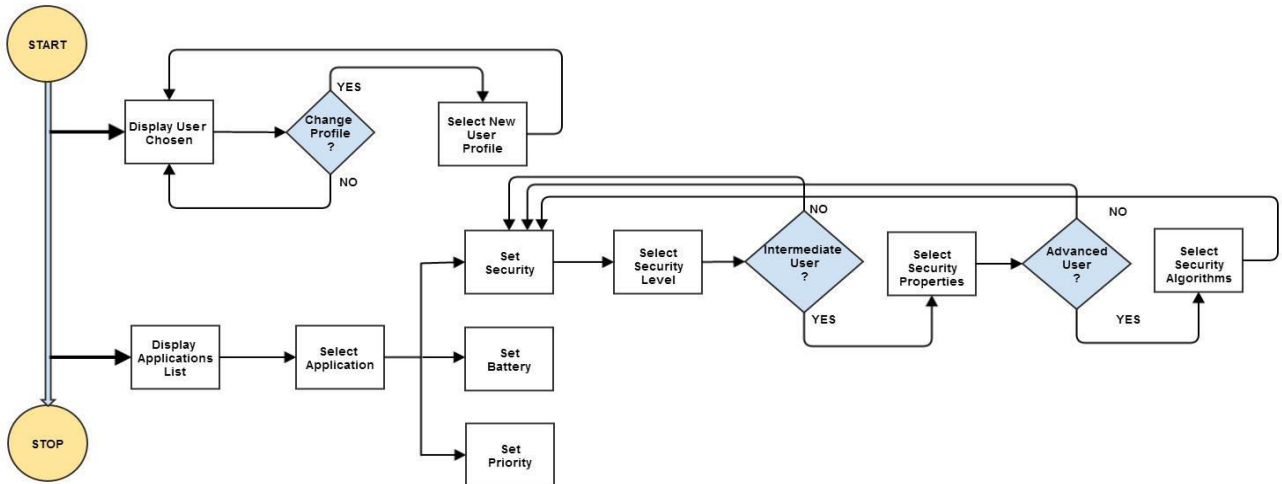 START
YES
Display User
Chosen
Change
Profile
?
Select New
User
Profile
NO
NO
NO
Set
Security
Select
Security
Level
Intermediate
User
?
Select
Security
Properties
Advanced
User
?
Select
Security
Algorithms
YES
YES
Display
Applications
List
Select
Application
Set
Battery
STOP
Set
Priority